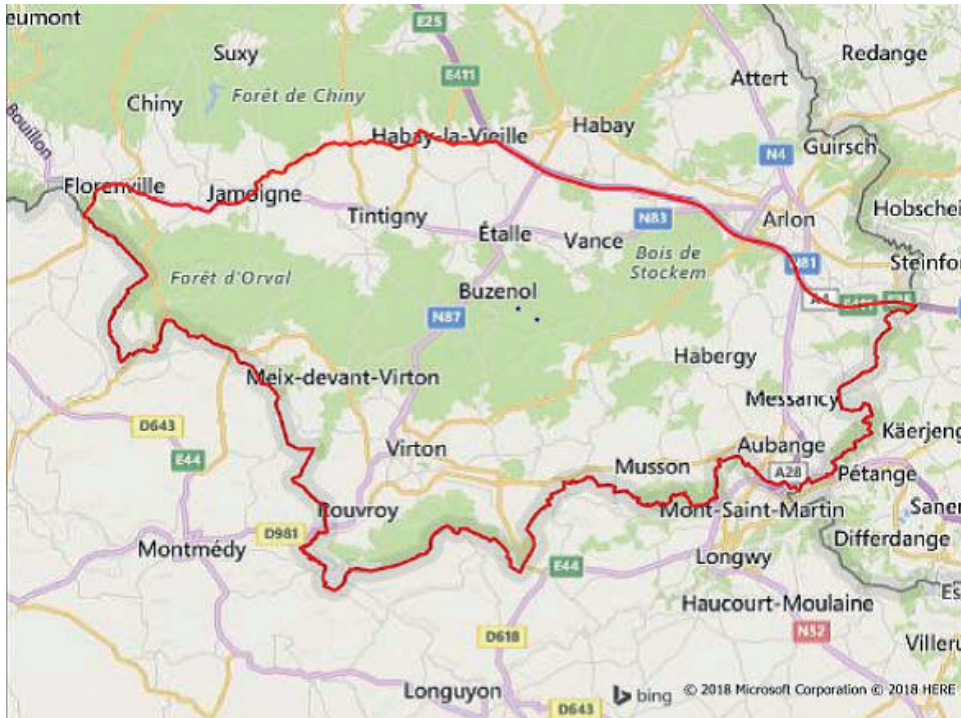 eumont
E25
Suxy
Redange
E411
Attert
Chiny
Forêt de Chiny
Bouillon
Habay-la-Vieille
Habay
Guirsch
N4
Florenville
Jamoigne
Tintigny
Étalle
Vance
N83
Arlon
Hobschei
Forêt d'Orval
Bois de
Stockem
N81
Steinfo
Buzenol
N87
Habergy
Meix-devant-Virton
Messancy
D643
E44
Virton
Aubange
Käerjeng
Musson
A28
Pétange
Rouvroy
Mont-Saint-Martin
Sanem
D981
Montmédy
Differdange
E44
Longwy
Es
Haucourt-Moulaine
D618
N52
Villeru
Longuyon
bing
© 2018 Microsoft Corporation © 2018 HERE
D643